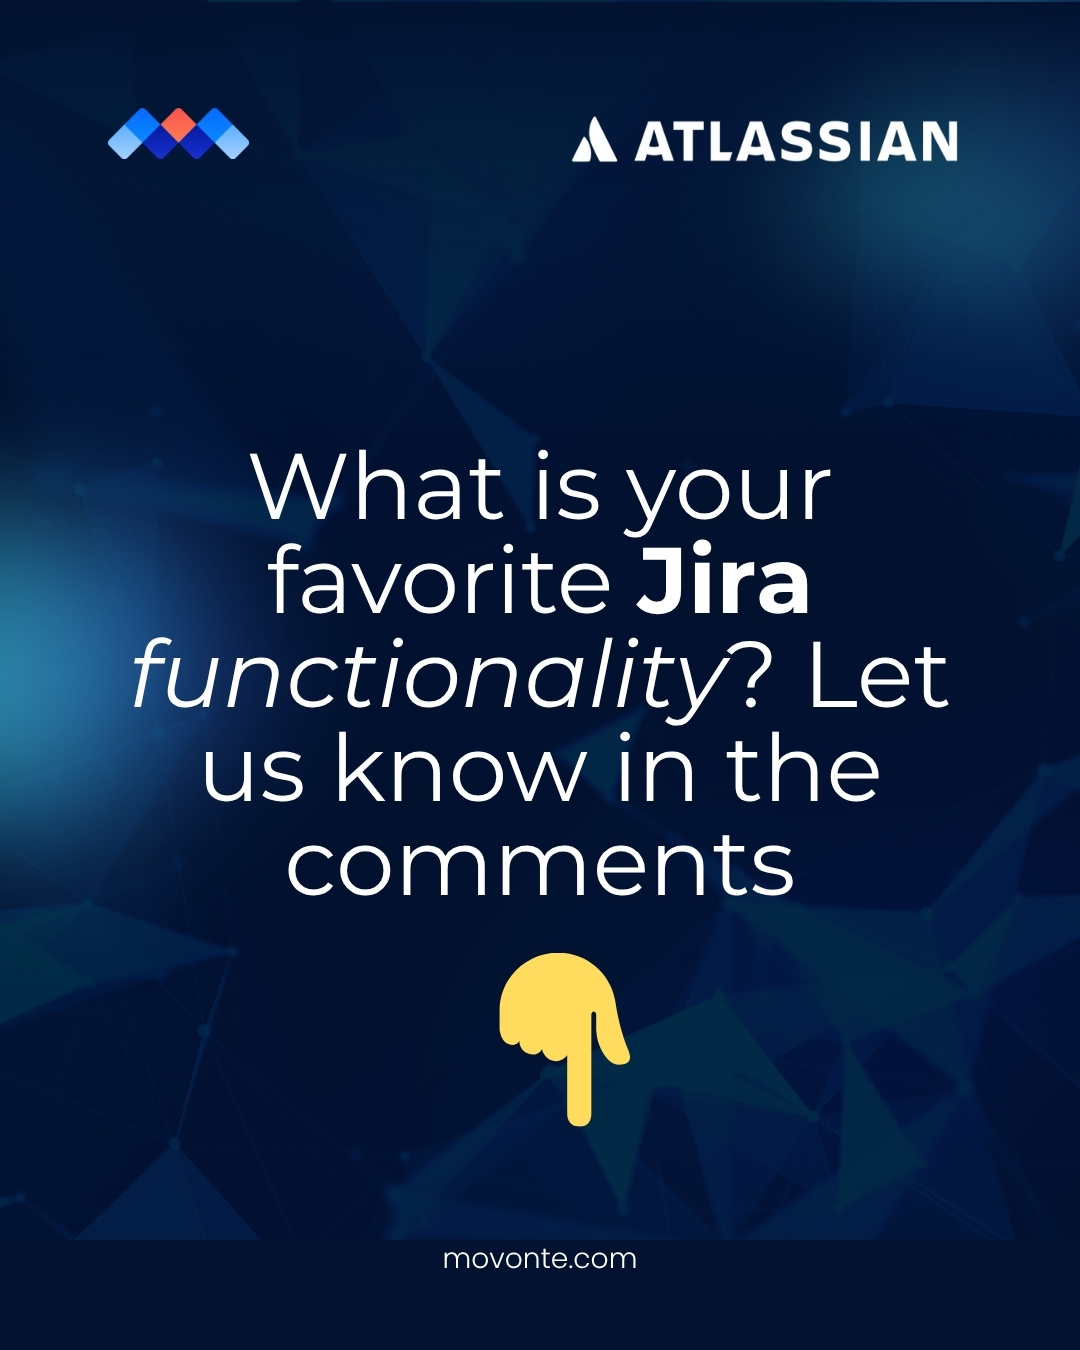 ATLASSIAN
What is your
favorite Jira
functionality? Let
us know in the
comments
movonte.com